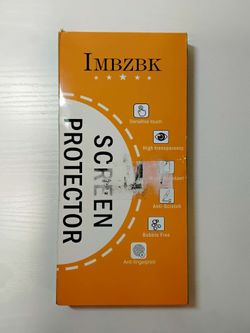 IMBZBK
SCREEN
PROTECTOR
Sensitive touch
High transparency
Anti-Scratch
Bubble Free
Anti-fingerprint